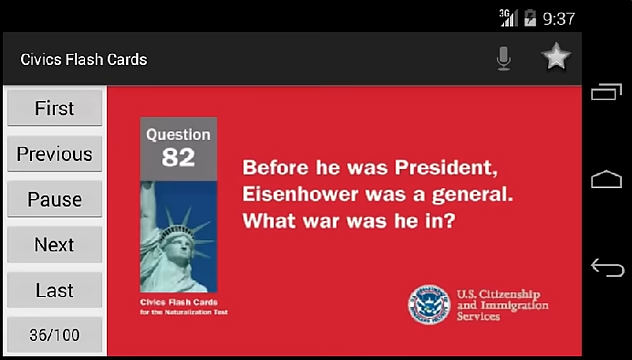 3G 9:37
Civics Flash Cards
First
Previous
Pause
Next
Last
36/100
Question
82
Before he was President,
Eisenhower was a general.
What war was he in?
Civics Flash Cards
for the Naturalization Test
U.S. Citizenship
and Immigration
Services